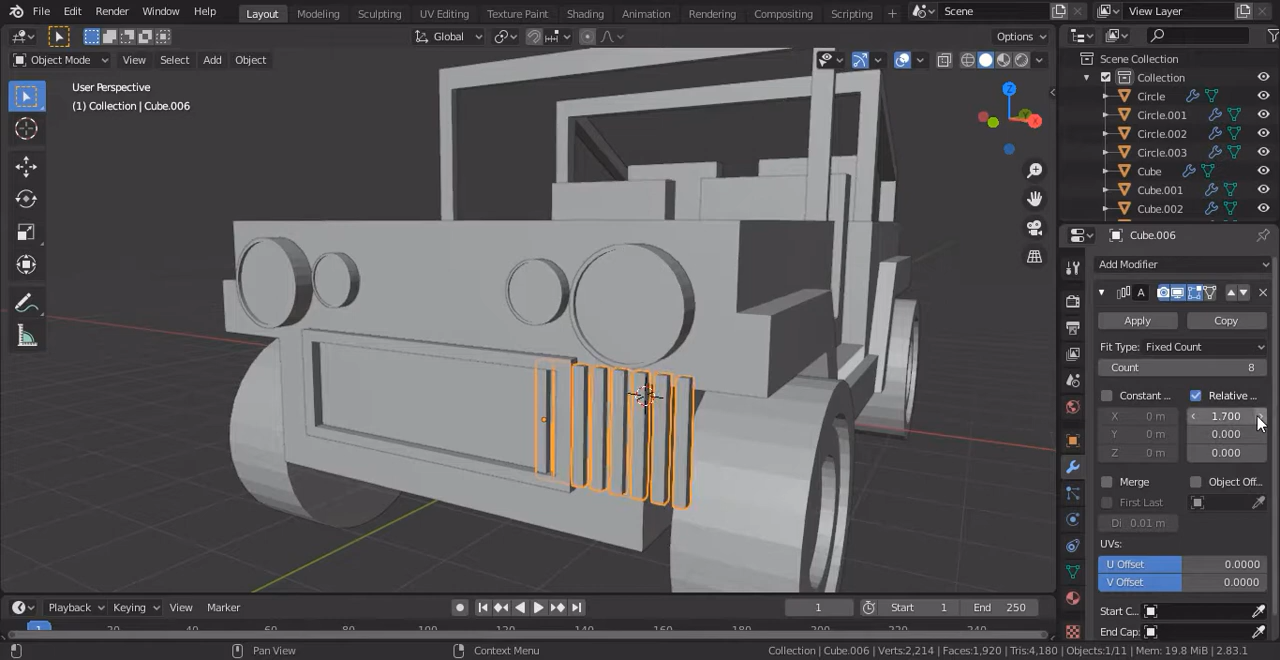 File Edit Render Window Help Layout Modeling Sculpting UV Editing Texture Paint Shading Animation Rendering Compositing Scripting + Scene View Layer
Global Options
Object Mode View Select Add Object
User Perspective
(1) Collection | Cube.006
Z
Y
X
Scene Collection
Collection
Circle
Circle.001
Circle.002
Circle.003
Cube
Cube.001
Cube.002
Cube.006
Add Modifier
A
Apply Copy
Fit Type: Fixed Count
Count 8
Constant ... Relative ...
X 0 m 1.700
Y 0 m 0.000
Z 0 m 0.000
Merge Object Off...
First Last
Di 0.01 m
UVs:
U Offset 0.0000
V Offset 0.0000
Start C...
End Cap:
Playback Keying View Marker 1 Start 1 End 250
1 20 80 120 160 200 240
Pan View Context Menu Collection | Cube.006 | Verts:2,214 | Faces:1,920 | Tris:4,180 | Objects:1/11 | Mem: 19.8 MiB | 2.83.1